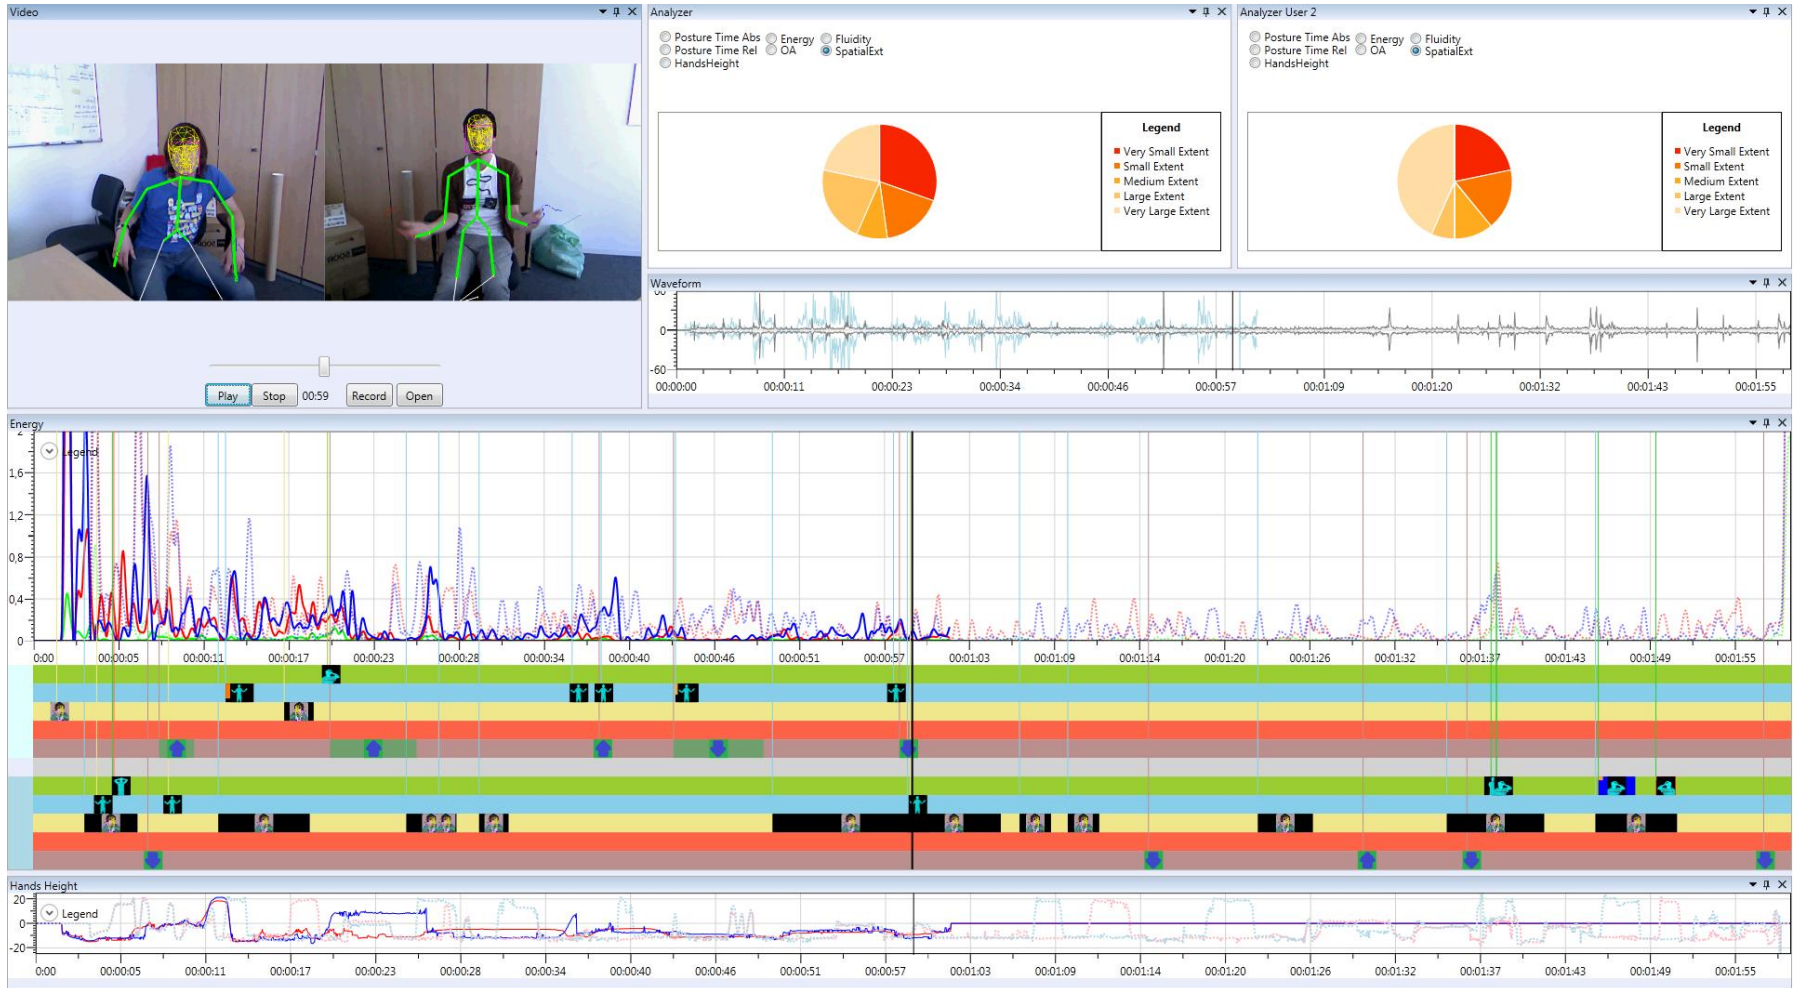 Video
Play
Stop
00:59
Record
Open
Analyzer
Posture Time Abs
Energy
Fluidity
Posture Time Rel
OA
SpatialExt
HandsHeight
Legend
Very Small Extent
Small Extent
Medium Extent
Large Extent
Very Large Extent
Analyzer User 2
Posture Time Abs
Energy
Fluidity
Posture Time Rel
OA
SpatialExt
HandsHeight
Legend
Very Small Extent
Small Extent
Medium Extent
Large Extent
Very Large Extent
Waveform
0
-60
00:00:00 00:00:11 00:00:23 00:00:34 00:00:46 00:00:57 00:01:09 00:01:20 00:01:32 00:01:43 00:01:55
Energy
Legend
2
1,6
1,2
0,8
0,4
0
0:00 00:00:05 00:00:11 00:00:17 00:00:23 00:00:28 00:00:34 00:00:40 00:00:46 00:00:51 00:00:57 00:01:03 00:01:09 00:01:14 00:01:20 00:01:26 00:01:32 00:01:37 00:01:43 00:01:49 00:01:55
Hands Height
Legend
20
0
-20
0:00 00:00:05 00:00:11 00:00:17 00:00:23 00:00:28 00:00:34 00:00:40 00:00:46 00:00:51 00:00:57 00:01:03 00:01:09 00:01:14 00:01:20 00:01:26 00:01:32 00:01:37 00:01:43 00:01:49 00:01:55